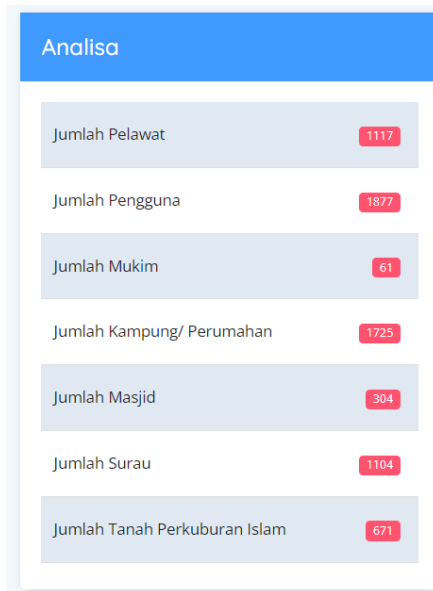 Analisa
Jumlah Pelawat 1117
Jumlah Pengguna 1877
Jumlah Mukim 61
Jumlah Kampung/ Perumahan 1725
Jumlah Masjid 304
Jumlah Surau 1104
Jumlah Tanah Perkuburan Islam 671